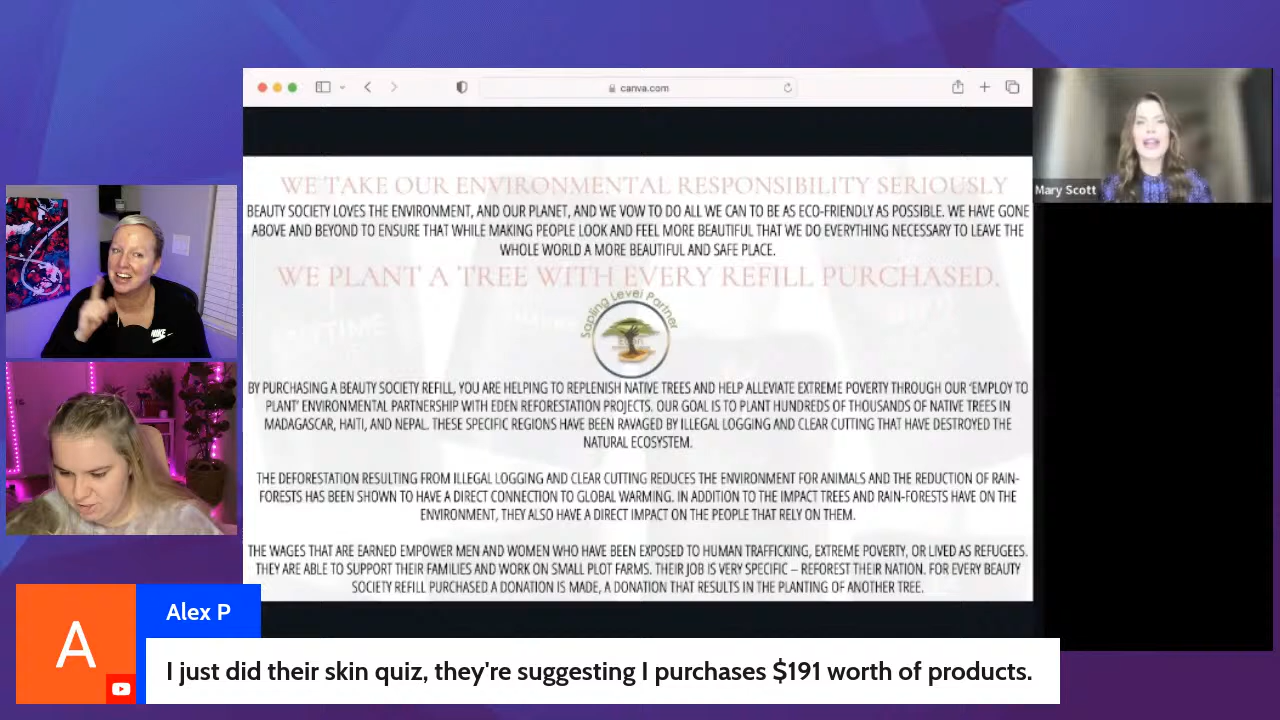 canva.com
WE TAKE OUR ENVIRONMENTAL RESPONSIBILITY SERIOUSLY
BEAUTY SOCIETY LOVES THE ENVIRONMENT, AND OUR PLANET, AND WE VOW TO DO ALL WE CAN TO BE AS ECO-FRIENDLY AS POSSIBLE. WE HAVE GONE
ABOVE AND BEYOND TO ENSURE THAT WHILE MAKING PEOPLE LOOK AND FEEL MORE BEAUTIFUL THAT WE DO EVERYTHING NECESSARY TO LEAVE THE
WHOLE WORLD A MORE BEAUTIFUL AND SAFE PLACE.
WE PLANT A TREE WITH EVERY REFILL PURCHASED.
Sapling Level Partner
BY PURCHASING A BEAUTY SOCIETY REFILL, YOU ARE HELPING TO REPLENISH NATIVE TREES AND HELP ALLEVIATE EXTREME POVERTY THROUGH OUR 'EMPLOY TO
PLANT' ENVIRONMENTAL PARTNERSHIP WITH EDEN REFORESTATION PROJECTS. OUR GOAL IS TO PLANT HUNDREDS OF THOUSANDS OF NATIVE TREES IN
MADAGASCAR, HAITI, AND NEPAL. THESE SPECIFIC REGIONS HAVE BEEN RAVAGED BY ILLEGAL LOGGING AND CLEAR CUTTING THAT HAVE DESTROYED THE
NATURAL ECOSYSTEM.
THE DEFORESTATION RESULTING FROM ILLEGAL LOGGING AND CLEAR CUTTING REDUCES THE ENVIRONMENT FOR ANIMALS AND THE REDUCTION OF RAIN-
FORESTS HAS BEEN SHOWN TO HAVE A DIRECT CONNECTION TO GLOBAL WARMING. IN ADDITION TO THE IMPACT TREES AND RAIN-FORESTS HAVE ON THE
ENVIRONMENT, THEY ALSO HAVE A DIRECT IMPACT ON THE PEOPLE THAT RELY ON THEM.
THE WAGES THAT ARE EARNED EMPOWER MEN AND WOMEN WHO HAVE BEEN EXPOSED TO HUMAN TRAFFICKING, EXTREME POVERTY, OR LIVED AS REFUGEES.
THEY ARE ABLE TO SUPPORT THEIR FAMILIES AND WORK ON SMALL PLOT FARMS. THEIR JOB IS VERY SPECIFIC – REFOREST THEIR NATION. FOR EVERY BEAUTY
SOCIETY REFILL PURCHASED A DONATION IS MADE, A DONATION THAT RESULTS IN THE PLANTING OF ANOTHER TREE.
Mary Scott
NIKE
A
Alex P
I just did their skin quiz, they're suggesting I purchases $191 worth of products.